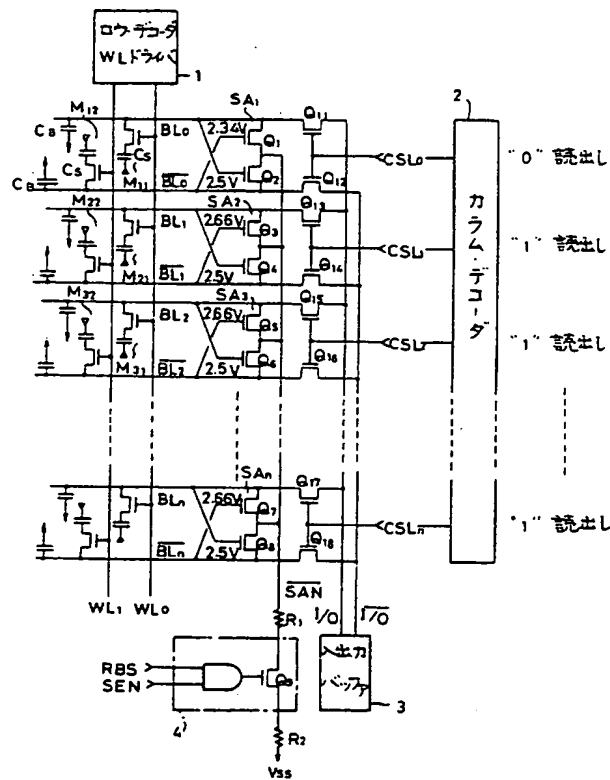 ロウ・デコーダ
WLドライバ
1
M12
CB
CS
CS
CB
M11
BL0
BL0
2.34V
2.5V
SA1
Q1
Q2
Q11
Q12
CSL0
2
"0" 読出し
M22
M21
BL1
BL1
2.66V
2.5V
SA2
Q3
Q4
Q13
Q14
CSL1
"1" 読出し
M32
M31
BL2
BL2
2.66V
2.5V
SA3
Q5
Q6
Q15
Q16
CSL2
"1" 読出し
カラム・デコーダ
BLn
BLn
2.66V
2.5V
SAn
Q7
Q8
Q17
Q18
CSLn
"1" 読出し
WL1
WL0
SAN
R1
I/O
I/O
RBS
SEN
4
R2
VSS
入出力
バッファ
3